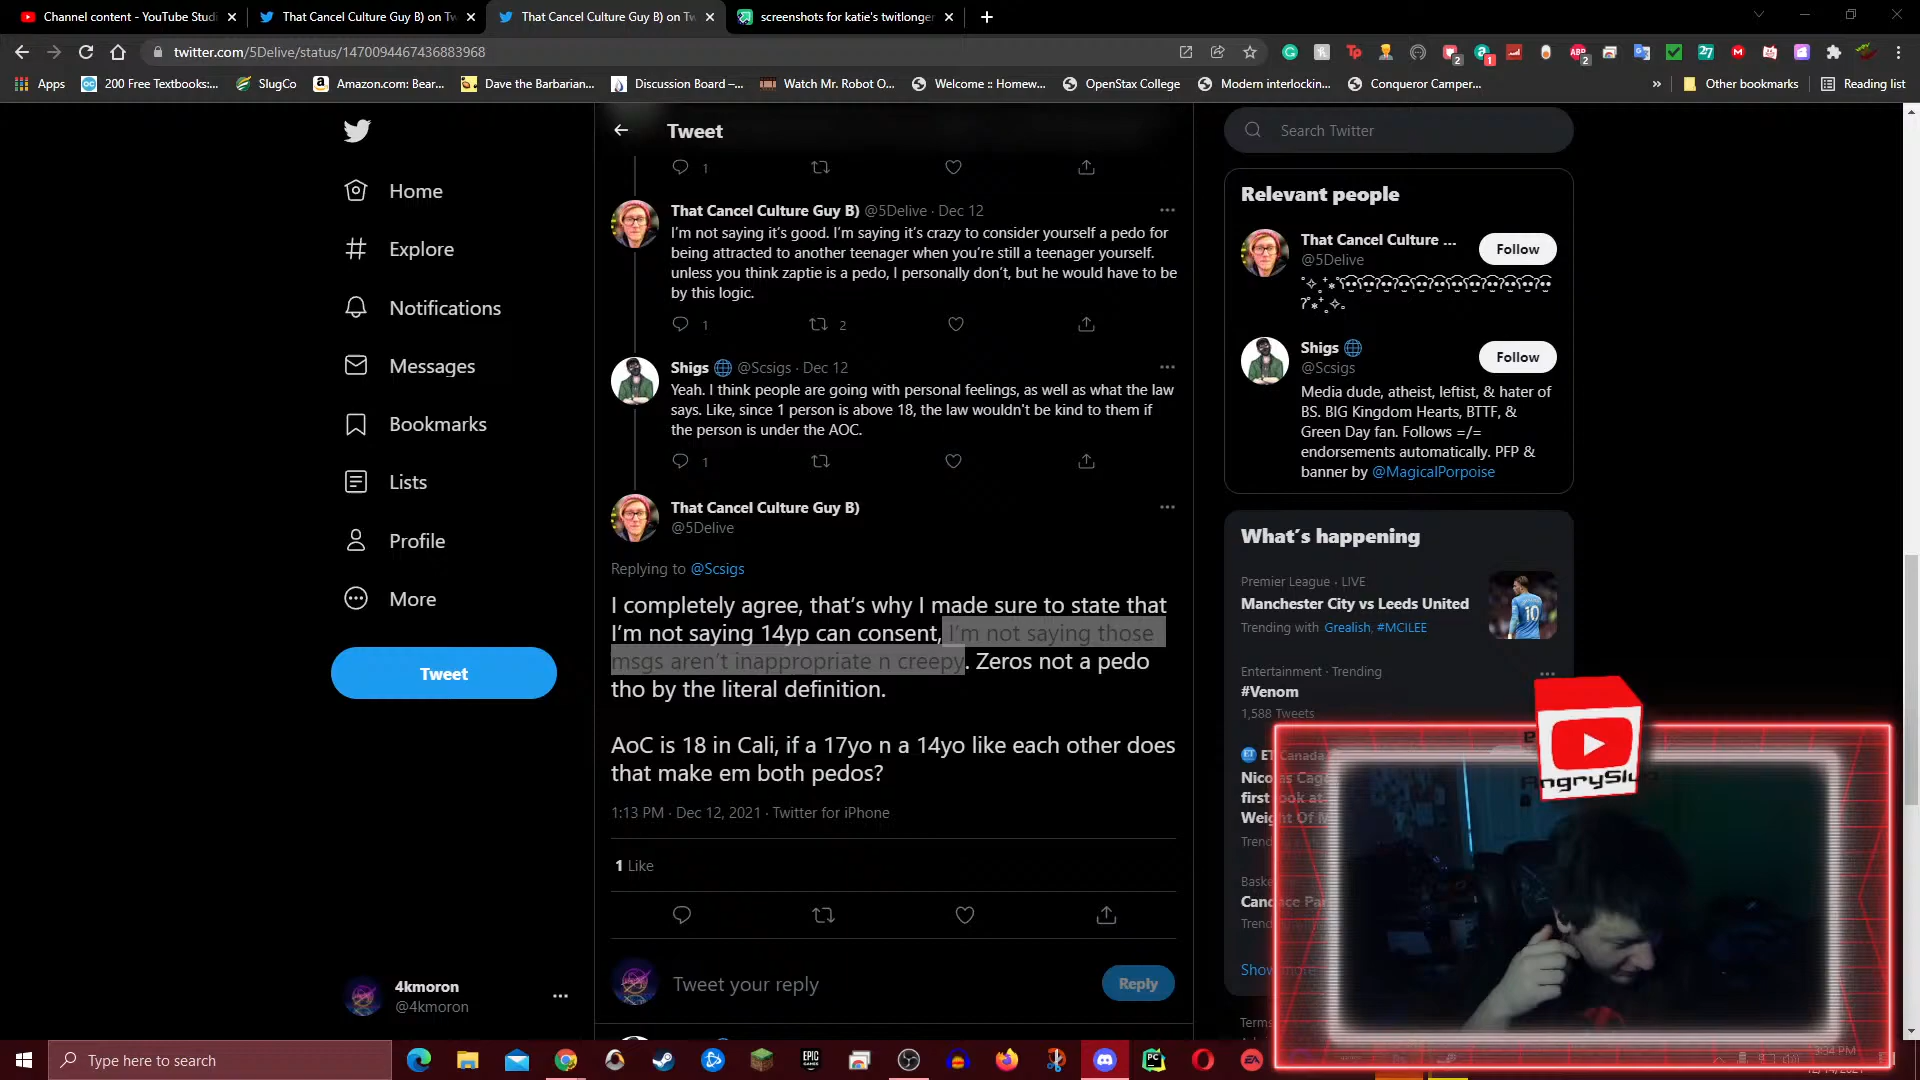 Channel content - YouTube Studi
That Cancel Culture Guy B) on Tw
That Cancel Culture Guy B) on Tw
screenshots for katie's twitlonger
twitter.com/5Delive/status/1470094467436883968
Apps
200 Free Textbooks:...
SlugCo
Amazon.com: Bear...
Dave the Barbarian...
Discussion Board –...
Watch Mr. Robot O...
Welcome :: Homew...
OpenStax College
Modern interlockin...
Conqueror Camper...
»
Other bookmarks
Reading list
Home
Explore
Notifications
Messages
Bookmarks
Lists
Profile
More
Tweet
4kmoron
@4kmoron
Tweet
1
That Cancel Culture Guy B) @5Delive · Dec 12
I'm not saying it's good. I'm saying it's crazy to consider yourself a pedo for
being attracted to another teenager when you're still a teenager yourself.
unless you think zaptie is a pedo, I personally don't, but he would have to be
by this logic.
1 2
Shigs @Scsigs · Dec 12
Yeah. I think people are going with personal feelings, as well as what the law
says. Like, since 1 person is above 18, the law wouldn't be kind to them if
the person is under the AOC.
1
That Cancel Culture Guy B)
@5Delive
Replying to @Scsigs
I completely agree, that's why I made sure to state that
I'm not saying 14yp can consent, I'm not saying those
msgs aren't inappropriate n creepy. Zeros not a pedo
tho by the literal definition.
AoC is 18 in Cali, if a 17yo n a 14yo like each other does
that make em both pedos?
1:13 PM · Dec 12, 2021 · Twitter for iPhone
1 Like
Tweet your reply
Reply
Search Twitter
Relevant people
That Cancel Culture ...
@5Delive
Follow
Shigs
@Scsigs
Follow
Media dude, atheist, leftist, & hater of
BS. BIG Kingdom Hearts, BTTF, &
Green Day fan. Follows =/=
endorsements automatically. PFP &
banner by @MagicalPorpoise
What's happening
Premier League · LIVE
Manchester City vs Leeds United
Trending with Grealish, #MCILEE
Entertainment · Trending
#Venom
1,588 Tweets
ET Canada
first look at
Weight Of M
Show more
AngrySlu
Type here to search